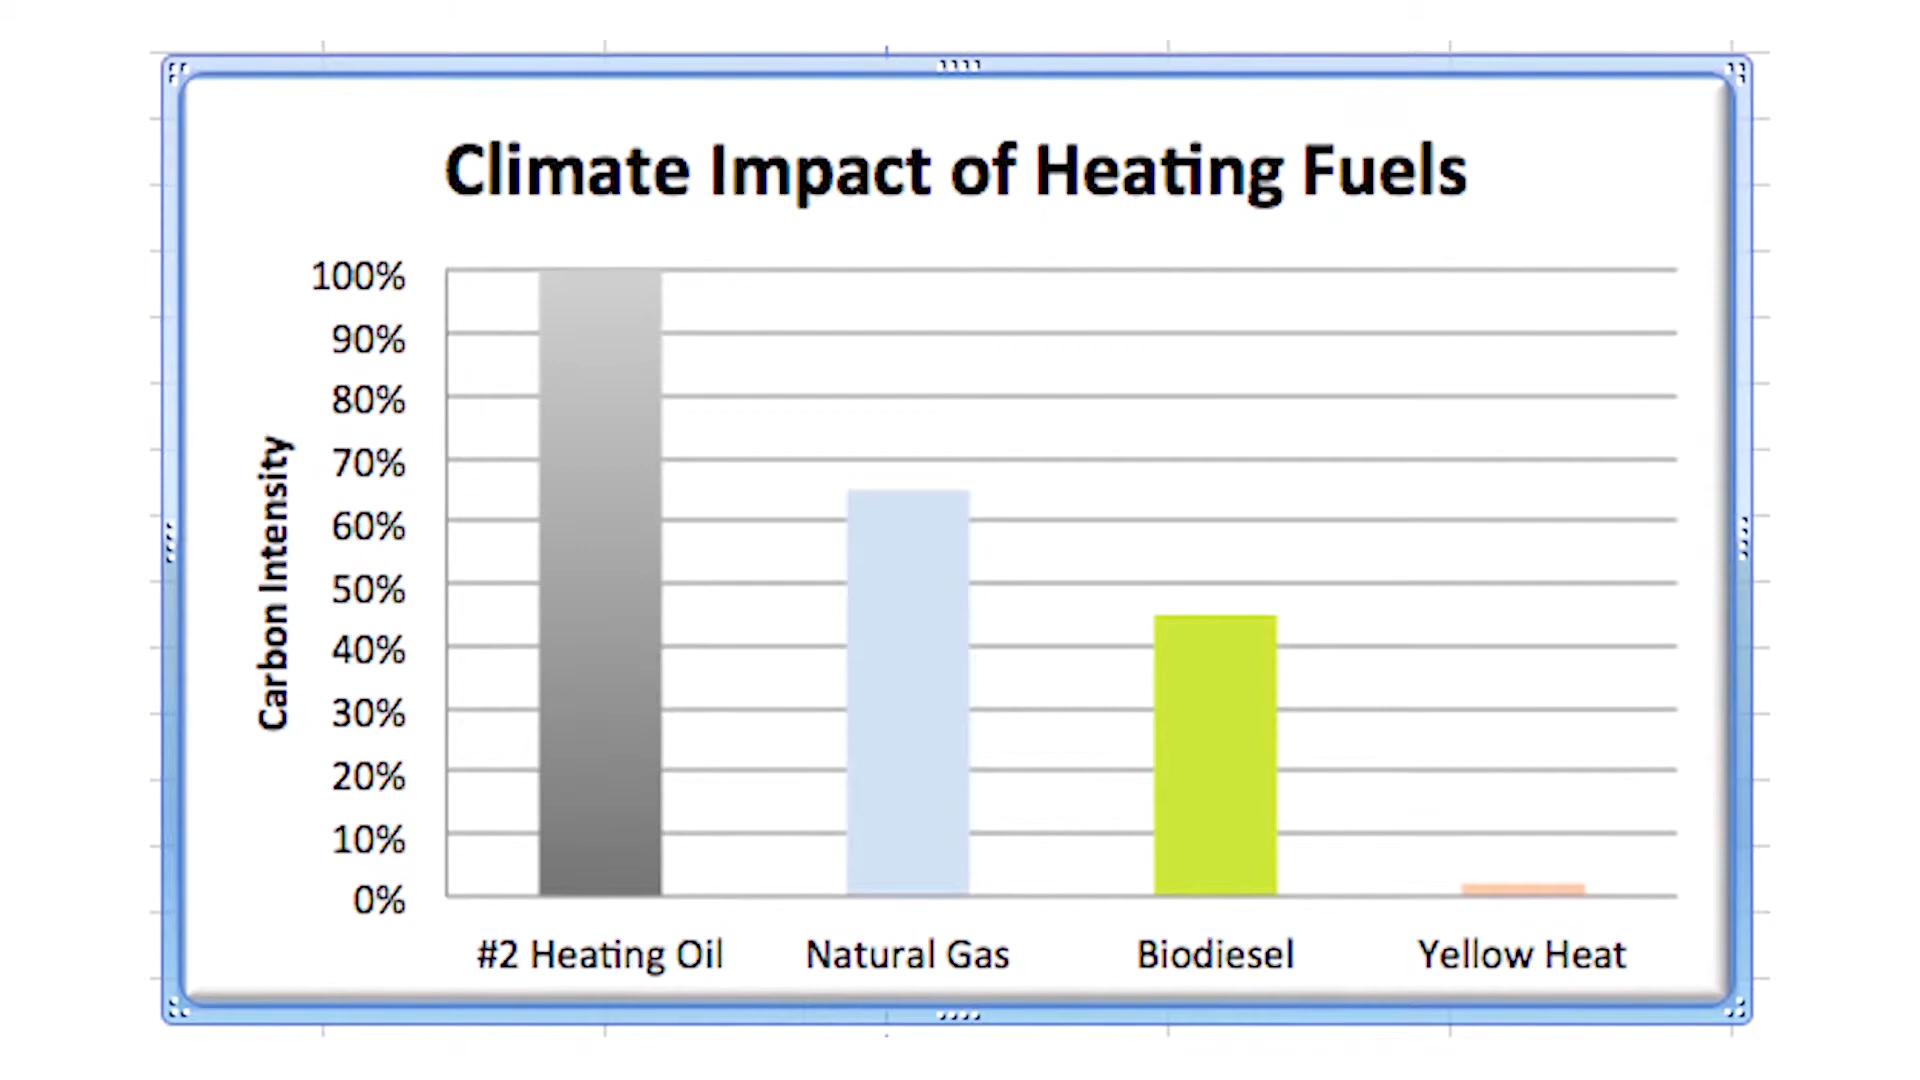 Climate Impact of Heating Fuels
Carbon Intensity
100%
90%
80%
70%
60%
50%
40%
30%
20%
10%
0%
#2 Heating Oil
Natural Gas
Biodiesel
Yellow Heat